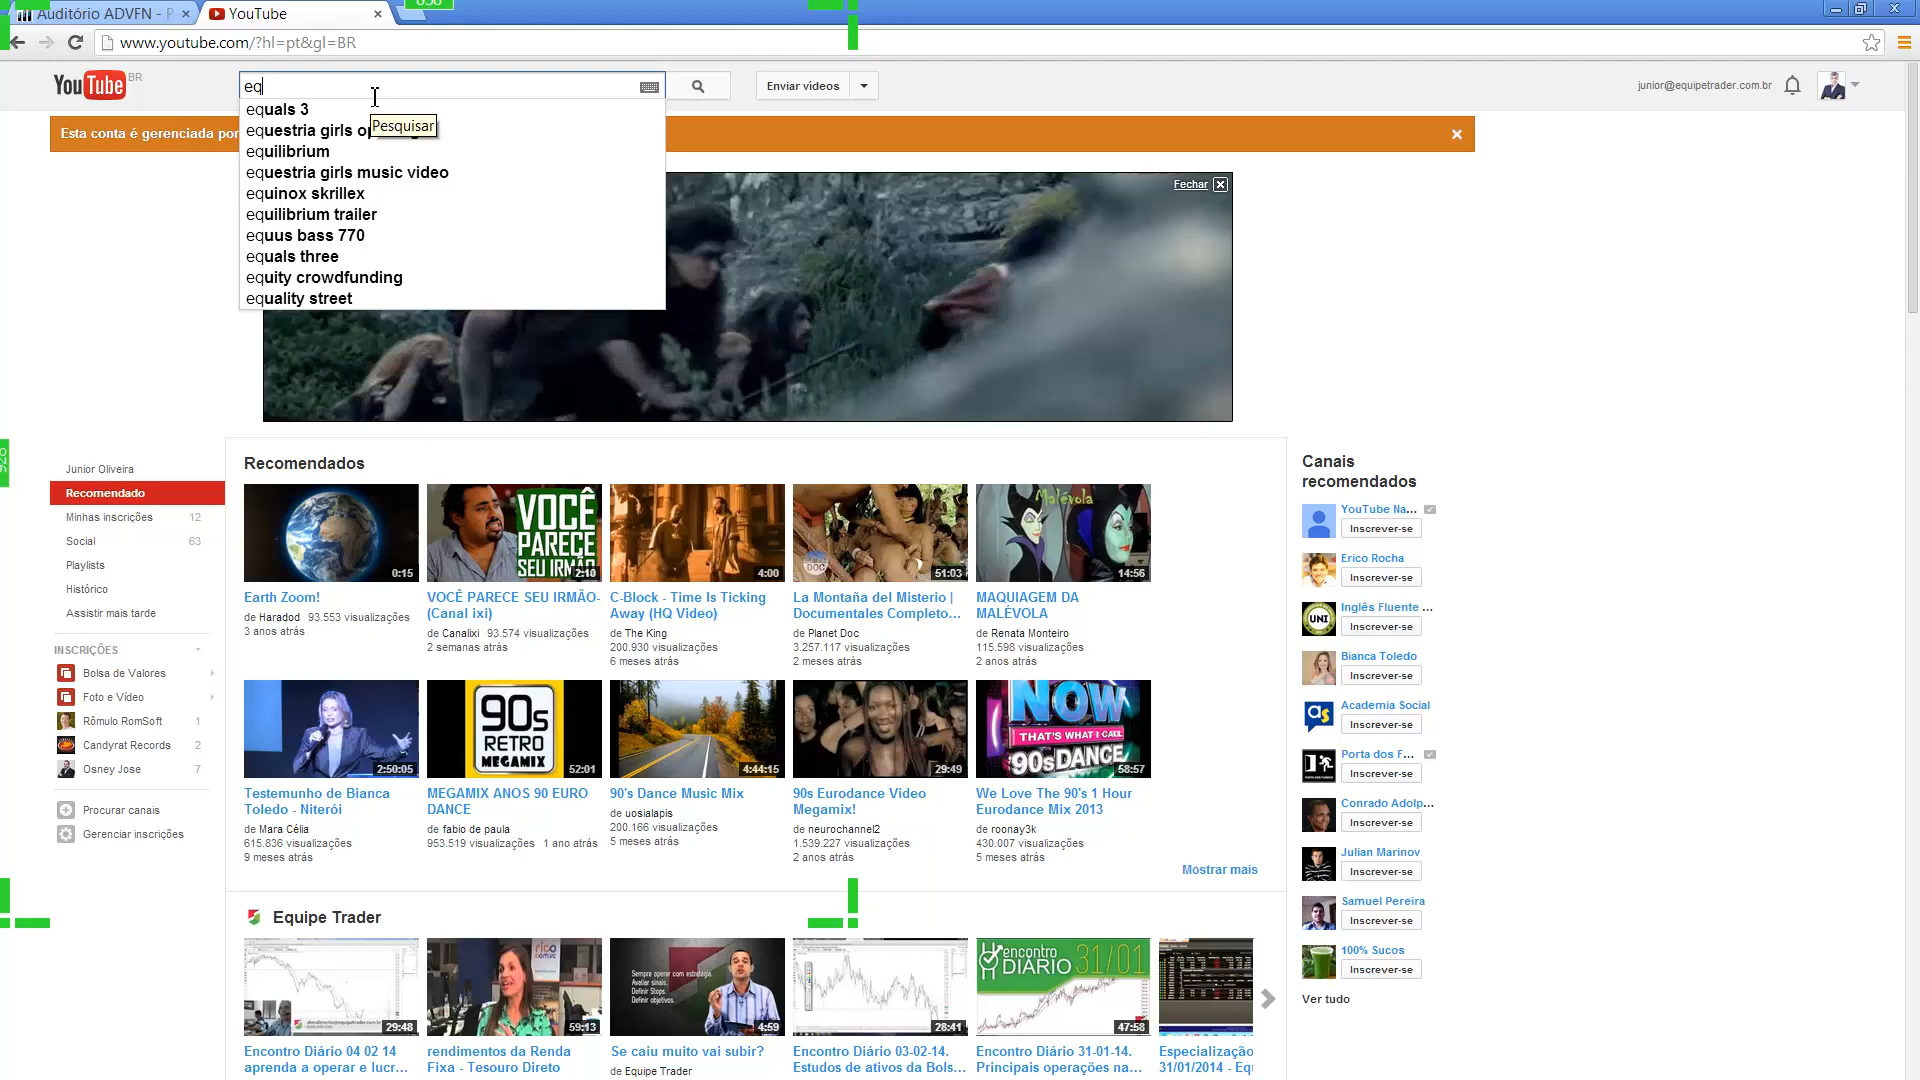 Auditório ADVFN - P
YouTube
www.youtube.com/?hl=pt&gl=BR
YouTube BR
eq
Enviar vídeos
junior@equipetrader.com.br
equals 3
equestria girls
Pesquisar
equilibrium
equestria girls music video
equinox skrillex
equilibrium trailer
equus bass 770
equals three
equity crowdfunding
equality street
Esta conta é gerenciada por
Fechar
Junior Oliveira
Recomendado
Minhas inscrições 12
Social 63
Playlists
Histórico
Assistir mais tarde
INSCRIÇÕES
Bolsa de Valores
Foto e Vídeo
Rômulo RomSoft 1
Candyrat Records 2
Osney Jose 7
Procurar canais
Gerenciar inscrições
Recomendados
0:15
VOCÊ
PARECE
SEU IRMÃO
2:10
4:00
DOC
51:03
Malévola
14:56
Earth Zoom!
de Haradod 93.553 visualizações
3 anos atrás
VOCÊ PARECE SEU IRMÃO-
(Canal ixi)
de Canalixi 93.574 visualizações
2 semanas atrás
C-Block - Time Is Ticking
Away (HQ Video)
de The King
200.930 visualizações
6 meses atrás
La Montaña del Misterio |
Documentales Completo...
de Planet Doc
3.257.117 visualizações
2 meses atrás
MAQUIAGEM DA
MALÉVOLA
de Renata Monteiro
115.598 visualizações
2 anos atrás
2:50:05
90s
RETRO
MEGAMIX
52:01
4:44:15
29:49
NOW
THAT'S WHAT I CALL
90s DANCE
58:57
Testemunho de Bianca
Toledo - Niterói
de Mara Célia
615.836 visualizações
9 meses atrás
MEGAMIX ANOS 90 EURO
DANCE
de fabio de paula
953.519 visualizações 1 ano atrás
90's Dance Music Mix
de uosialapis
200.166 visualizações
5 meses atrás
90s Eurodance Video
Megamix!
de neurochannel2
1.539.227 visualizações
2 anos atrás
We Love The 90's 1 Hour
Eurodance Mix 2013
de roonay3k
430.007 visualizações
5 meses atrás
Mostrar mais
Equipe Trader
29:48
59:13
Sempre operar com estratégia.
Avaliar sinais.
Definir Stops.
Definir objetivos.
4:59
28:41
encontro
DIÁRIO 31/01
47:58
Encontro Diário 04 02 14
aprenda a operar e lucr...
rendimentos da Renda
Fixa - Tesouro Direto
Se caiu muito vai subir?
de Equipe Trader
Encontro Diário 03-02-14.
Estudos de ativos da Bols...
Encontro Diário 31-01-14.
Principais operações na...
Especialização
31/01/2014 - Eq
Canais
recomendados
YouTube Na...
Inscrever-se
Erico Rocha
Inscrever-se
UNI
Inglês Fluente ...
Inscrever-se
Bianca Toledo
Inscrever-se
as
Academia Social
Inscrever-se
Porta dos F...
Inscrever-se
Conrado Adolp...
Inscrever-se
Julian Marinov
Inscrever-se
Samuel Pereira
Inscrever-se
100% Sucos
Inscrever-se
Ver tudo